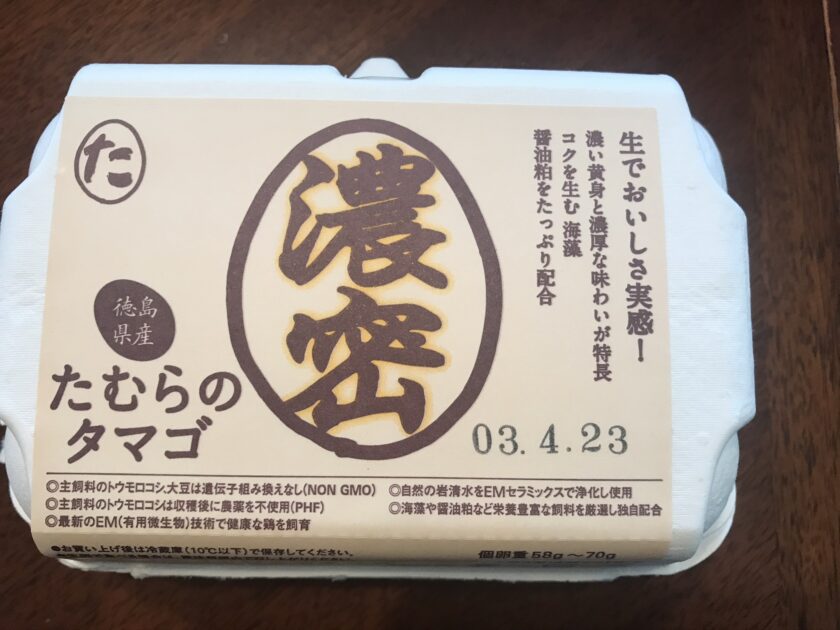 た
濃密
生でおいしさ実感!
濃い黄身と濃厚な味わいが特長
コクを生む 海藻
醤油粕をたっぷり配合
徳島
県産
たむらの
タマゴ
03.4.23
◎主飼料のトウモロコシ、大豆は遺伝子組み換えなし(NON GMO)
◎主飼料のトウモロコシは収穫後に農薬を不使用(PHF)
◎最新のEM(有用微生物)技術で健康な鶏を飼育
◎自然の岩清水をEMセラミックスで浄化し使用
◎海藻や醤油粕など栄養豊富な飼料を厳選し独自配合
●お買い上げ後は冷蔵庫(10℃以下)で保存してください。
個卵重58g〜70g